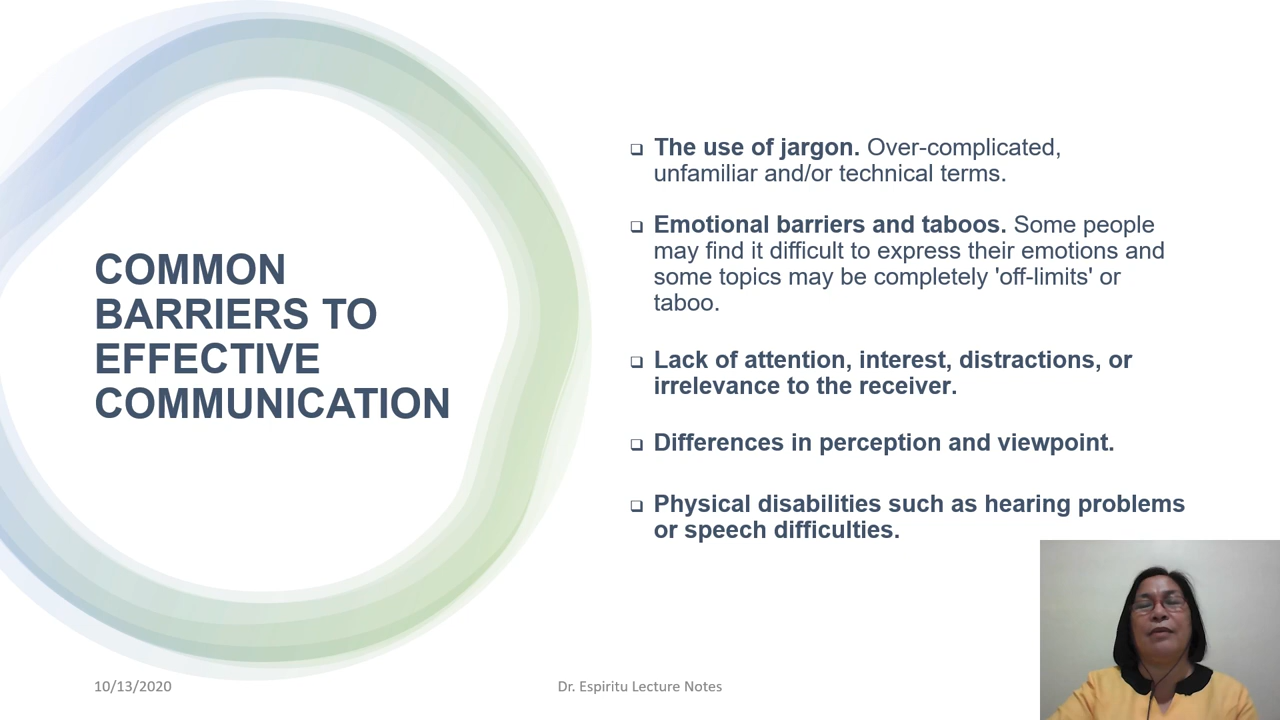 COMMON
BARRIERS TO
EFFECTIVE
COMMUNICATION
❑ The use of jargon. Over-complicated,
unfamiliar and/or technical terms.
❑ Emotional barriers and taboos. Some people
may find it difficult to express their emotions and
some topics may be completely 'off-limits' or
taboo.
❑ Lack of attention, interest, distractions, or
irrelevance to the receiver.
❑ Differences in perception and viewpoint.
❑ Physical disabilities such as hearing problems
or speech difficulties.
10/13/2020
Dr. Espiritu Lecture Notes